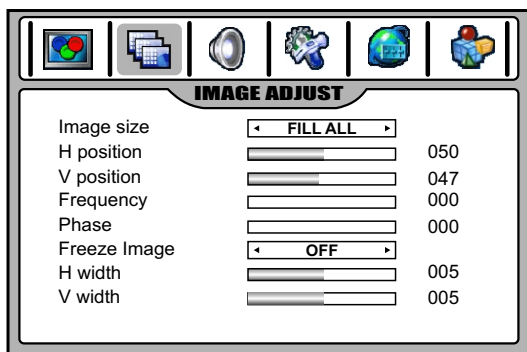 IMAGE ADJUST
Image size FILL ALL
H position 050
V position 047
Frequency 000
Phase 000
Freeze Image OFF
H width 005
V width 005